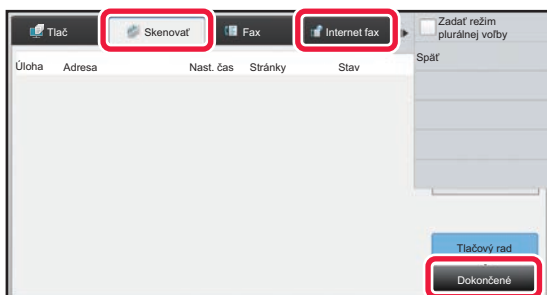 Tlač
Skenovať
Fax
Internet fax
Zadať režim
plurálnej voľby
Späť
Úloha Adresa Nast. čas Stránky Stav
Tlačový rad
Dokončené